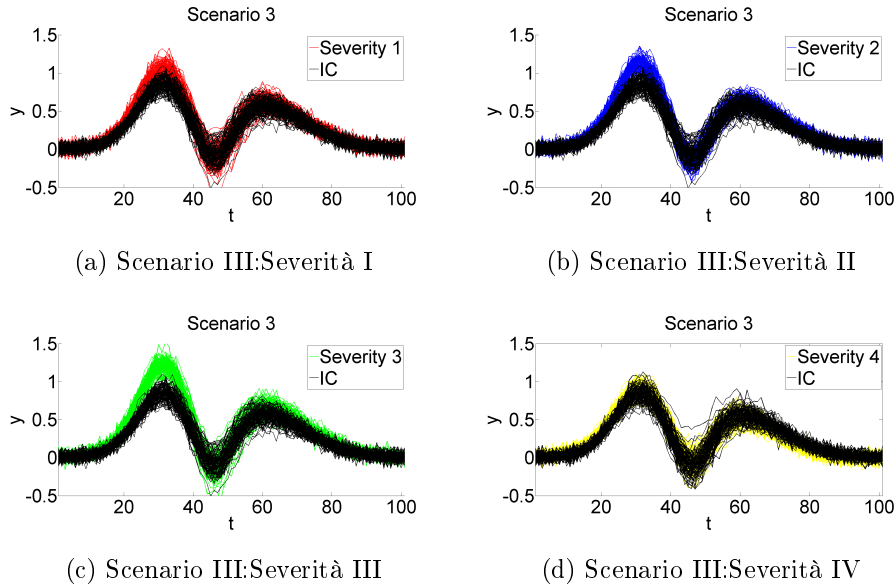 Scenario 3
1.5
1
0.5
0
-0.5
y
20
40
60
80
100
t
Severity 1
IC
(a) Scenario III:Severità I
Scenario 3
1.5
1
0.5
0
-0.5
y
20
40
60
80
100
t
Severity 2
IC
(b) Scenario III:Severità II
Scenario 3
1.5
1
0.5
0
-0.5
y
20
40
60
80
100
t
Severity 3
IC
(c) Scenario III:Severità III
Scenario 3
1.5
1
0.5
0
-0.5
y
20
40
60
80
100
t
Severity 4
IC
(d) Scenario III:Severità IV